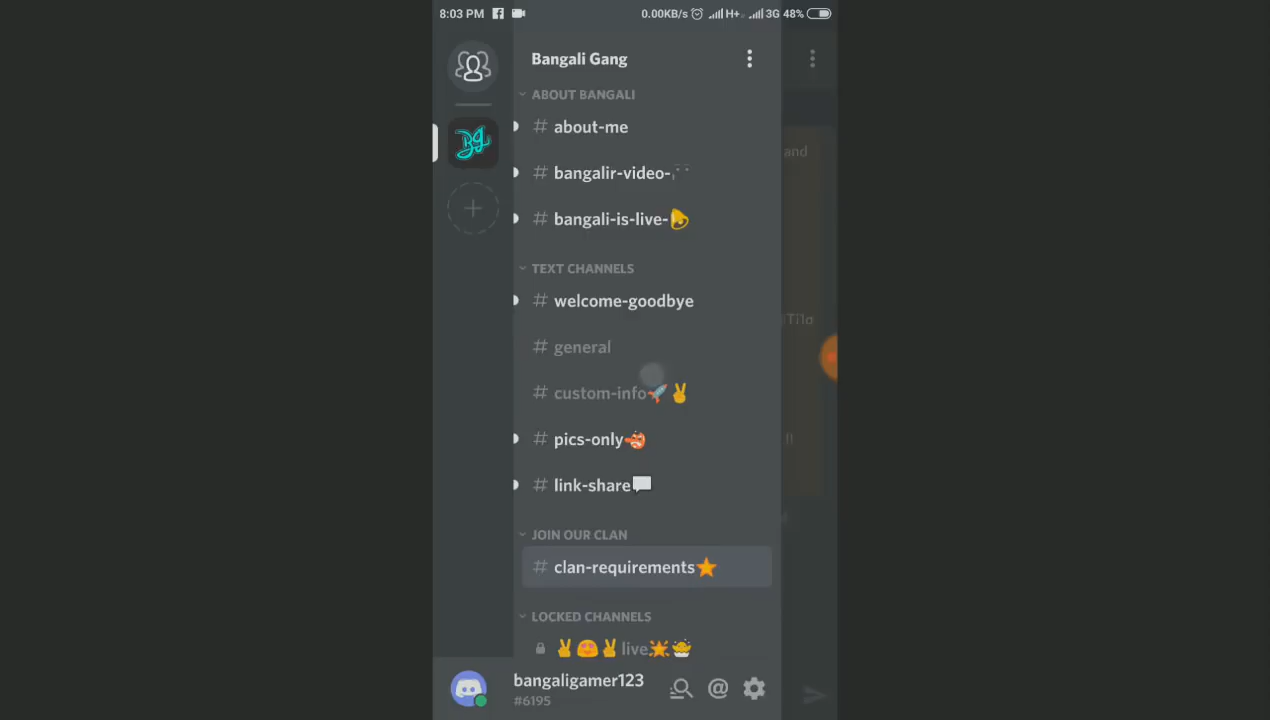 8:03 PM 0.00KB/s H+ 3G 48%
Bangali Gang
ABOUT BANGALI
# about-me
and
# bangalir-video-
# bangali-is-live-
TEXT CHANNELS
# welcome-goodbye
# general
# custom-info🚀✌
# pics-only
# link-share
JOIN OUR CLAN
# clan-requirements⭐
LOCKED CHANNELS
✌😍✌live🌟🤠
bangaligamer123
#6195